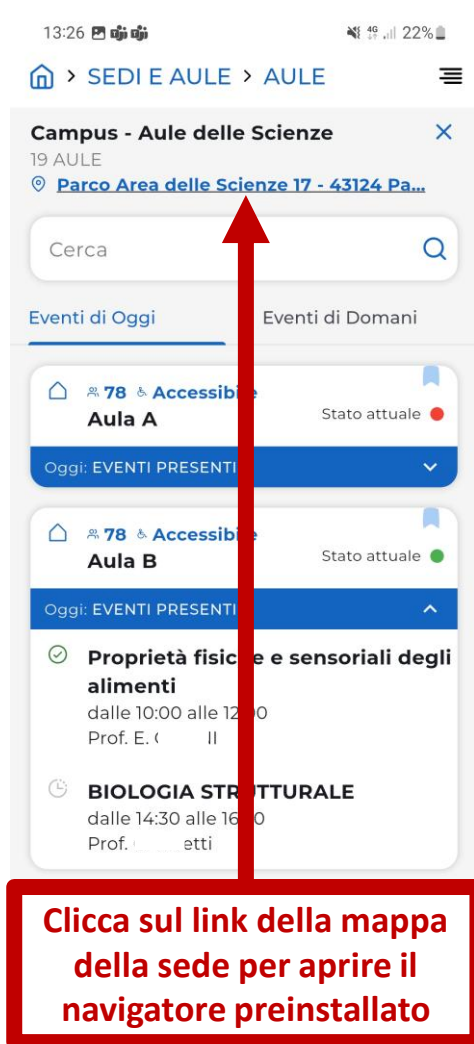 13:26 4G 22%
> SEDI E AULE > AULE
Campus - Aule delle Scienze
19 AULE
Parco Area delle Scienze 17 - 43124 Pa...
Cerca
Eventi di Oggi Eventi di Domani
78 Accessibile
Aula A Stato attuale
Oggi: EVENTI PRESENTI
78 Accessibile
Aula B Stato attuale
Oggi: EVENTI PRESENTI
Proprietà fisiche e sensoriali degli
alimenti
dalle 10:00 alle 12:00
Prof. E.
BIOLOGIA STRUTTURALE
dalle 14:30 alle
Prof. etti
Clicca sul link della mappa
della sede per aprire il
navigatore preinstallato